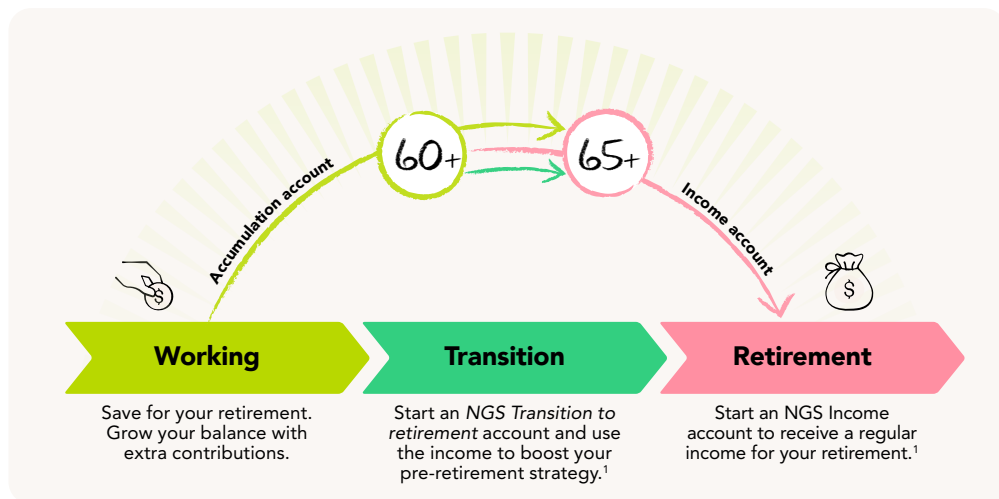 60+
65+
Accumulation account
Income account
$
$
Working
Save for your retirement.
Grow your balance with
extra contributions.
Transition
Start an NGS Transition to
retirement account and use
the income to boost your
pre-retirement strategy.¹
Retirement
Start an NGS Income
account to receive a regular
income for your retirement.¹